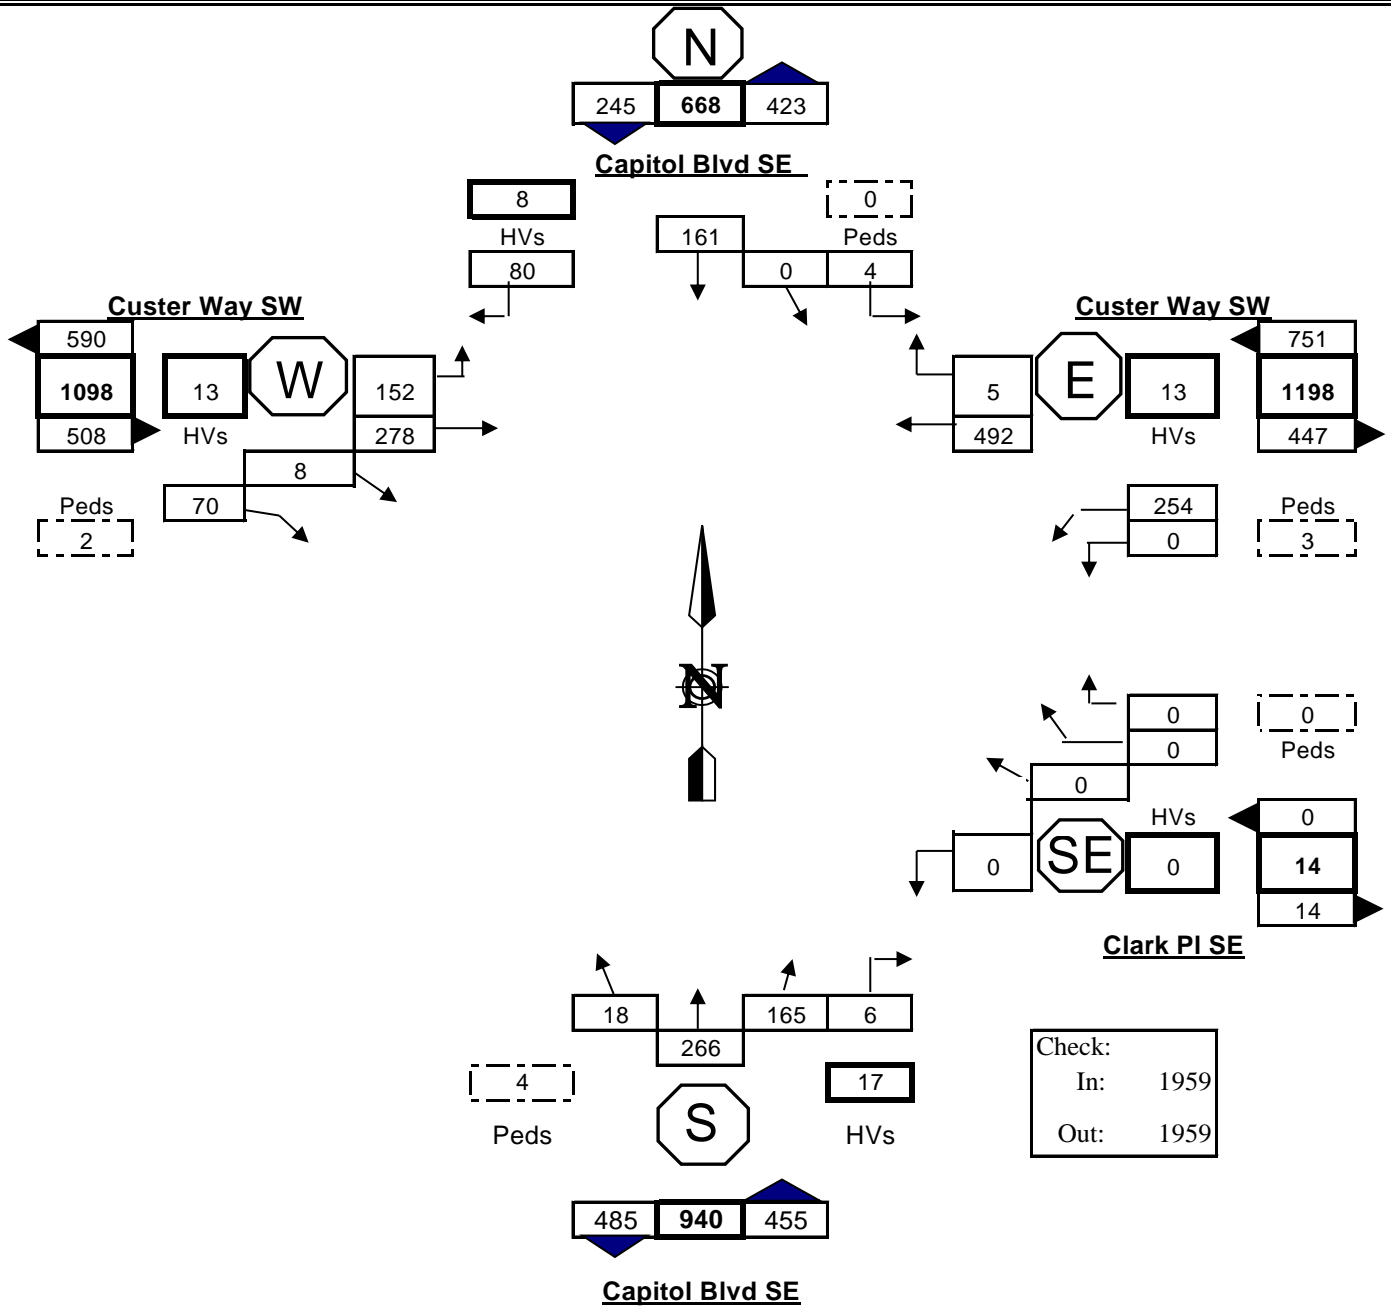 N
245 668 423
Capitol Blvd SE
8 0
HVs 161 Peds
80 0 4
Custer Way SW Custer Way SW
590 751
1098 13 W 152 5 E 13 1198
508 HVs 278 492 HVs 447
8
Peds 70 254 Peds
2 0 3
N
0 0
0 Peds
0
HVs 0
0 SE 0 14
14
Clark Pl SE
18 165 6
266
Check:
4 17 In: 1959
Peds S HVs Out: 1959
485 940 455
Capitol Blvd SE